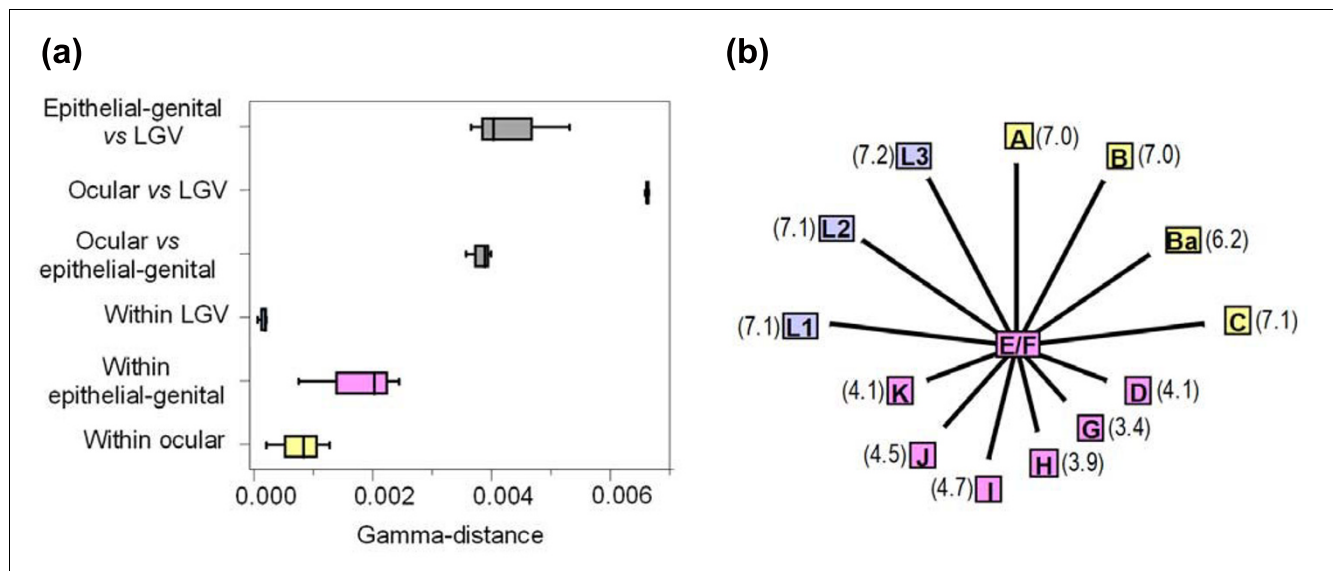 (a)
Epithelial-genital
vs LGV
Ocular vs LGV
Ocular vs
epithelial-genital
Within LGV
Within
epithelial-genital
Within ocular
0.000 0.002 0.004 0.006
Gamma-distance
(b)
A (7.0)
(7.2) L3
B (7.0)
(7.1) L2
Ba (6.2)
(7.1) L1
C (7.1)
E/F
(4.1) K
D (4.1)
G (3.4)
(4.5) J
H (3.9)
(4.7) I